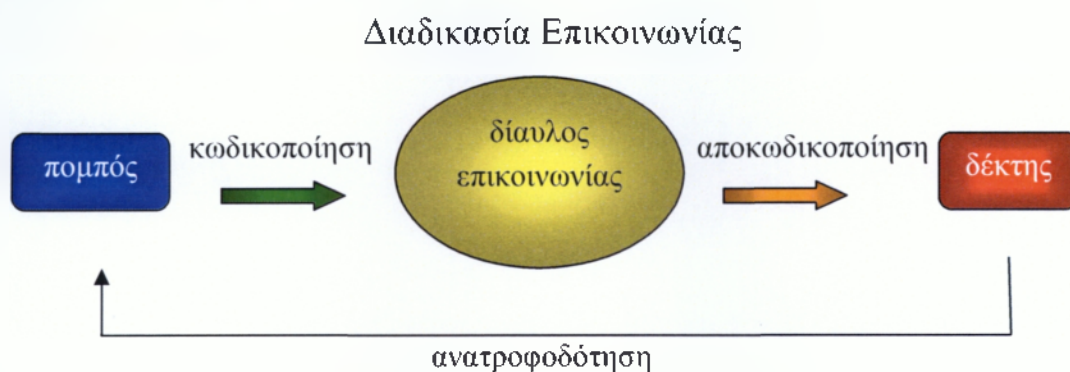 Διαδικασία Επικοινωνίας
πομπός
κωδικοποίηση
δίαυλος
επικοινωνίας
αποκωδικοποίηση
δέκτης
ανατροφοδότηση